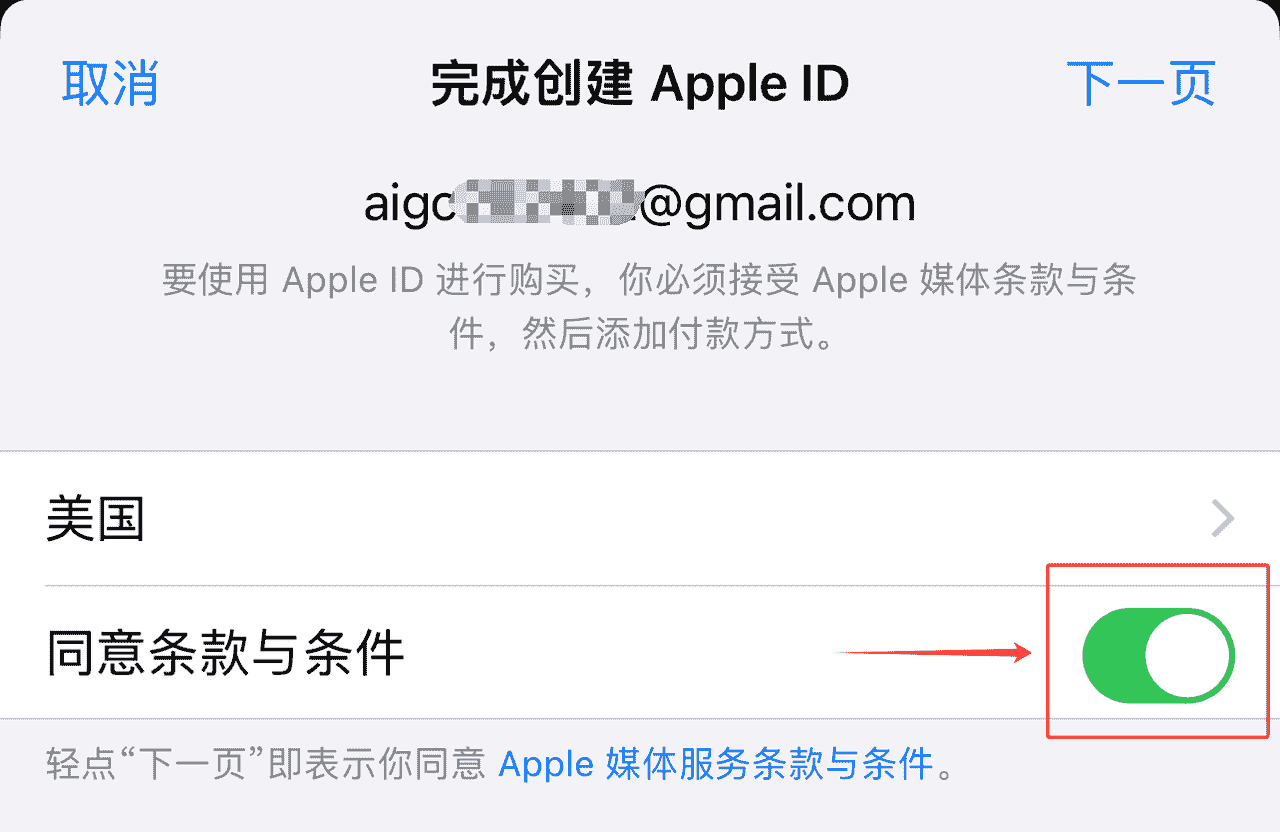 取消 完成创建 Apple ID 下一页
@gmail.com
要使用 Apple ID 进行购买，你必须接受 Apple 媒体条款与条
件，然后添加付款方式。
美国
同意条款与条件
轻点“下一页”即表示你同意 Apple 媒体服务条款与条件。